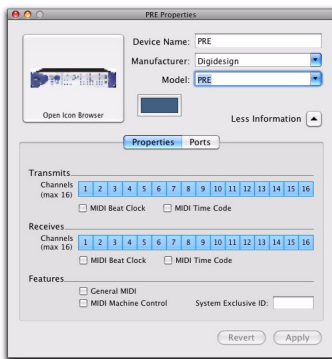 PRE Properties
Device Name: PRE
Manufacturer: Digidesign
Model: PRE
Open Icon Browser
Less Information
Properties Ports
Transmits
Channels (max 16) 1 2 3 4 5 6 7 8 9 10 11 12 13 14 15 16
MIDI Beat Clock MIDI Time Code
Receives
Channels (max 16) 1 2 3 4 5 6 7 8 9 10 11 12 13 14 15 16
MIDI Beat Clock MIDI Time Code
Features
General MIDI
MIDI Machine Control System Exclusive ID:
Revert Apply